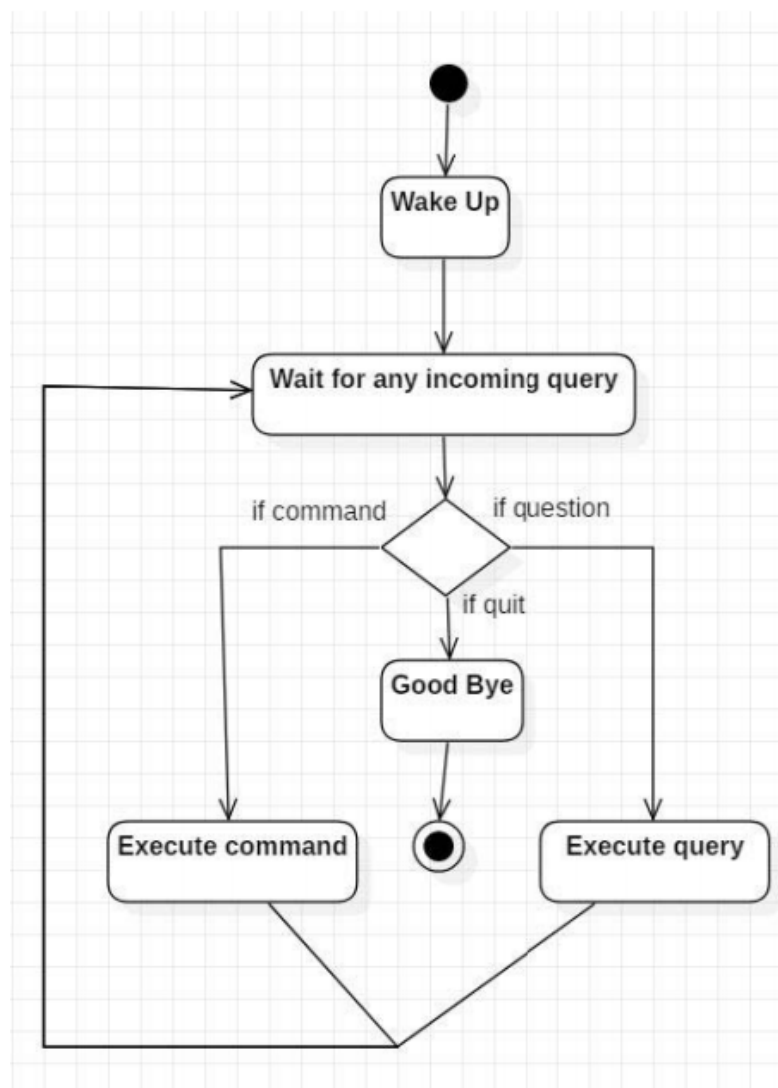 Wake Up
Wait for any incoming query
if command
if question
if quit
Good Bye
Execute command
Execute query